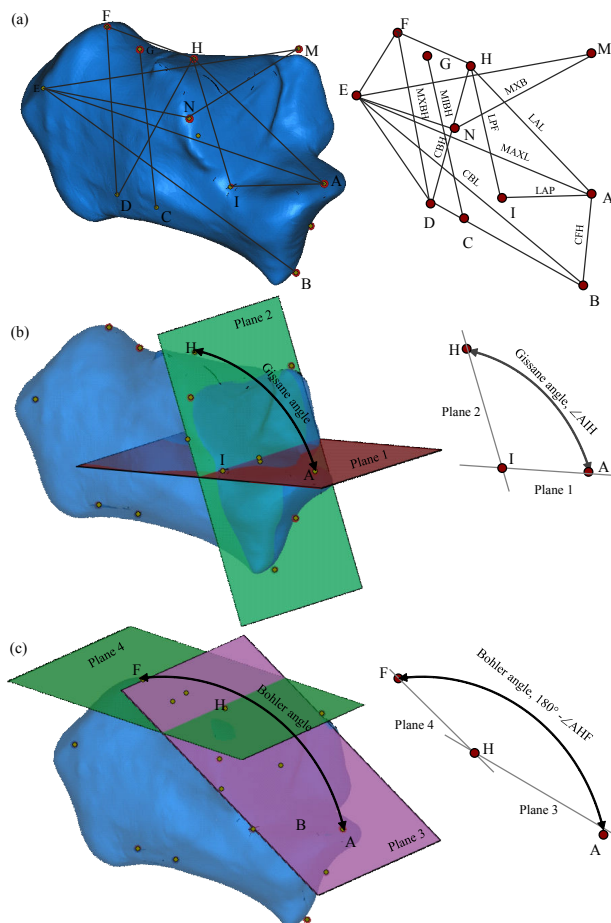 (a)
F
G
H
M
E
N
D
C
I
A
B
F
G
H
M
E
N
D
C
I
A
B
MXBH
MIBH
CBH
LPF
MXB
LAL
MAXL
CBL
LAP
CFH
(b)
Plane 2
H
Gissane angle
I
A
Plane 1
H
Gissane angle, ∠AIH
Plane 2
I
A
Plane 1
(c)
Plane 4
F
H
Bohler angle
B
A
Plane 3
F
Bohler angle, 180° -∠AHF
Plane 4
H
Plane 3
A